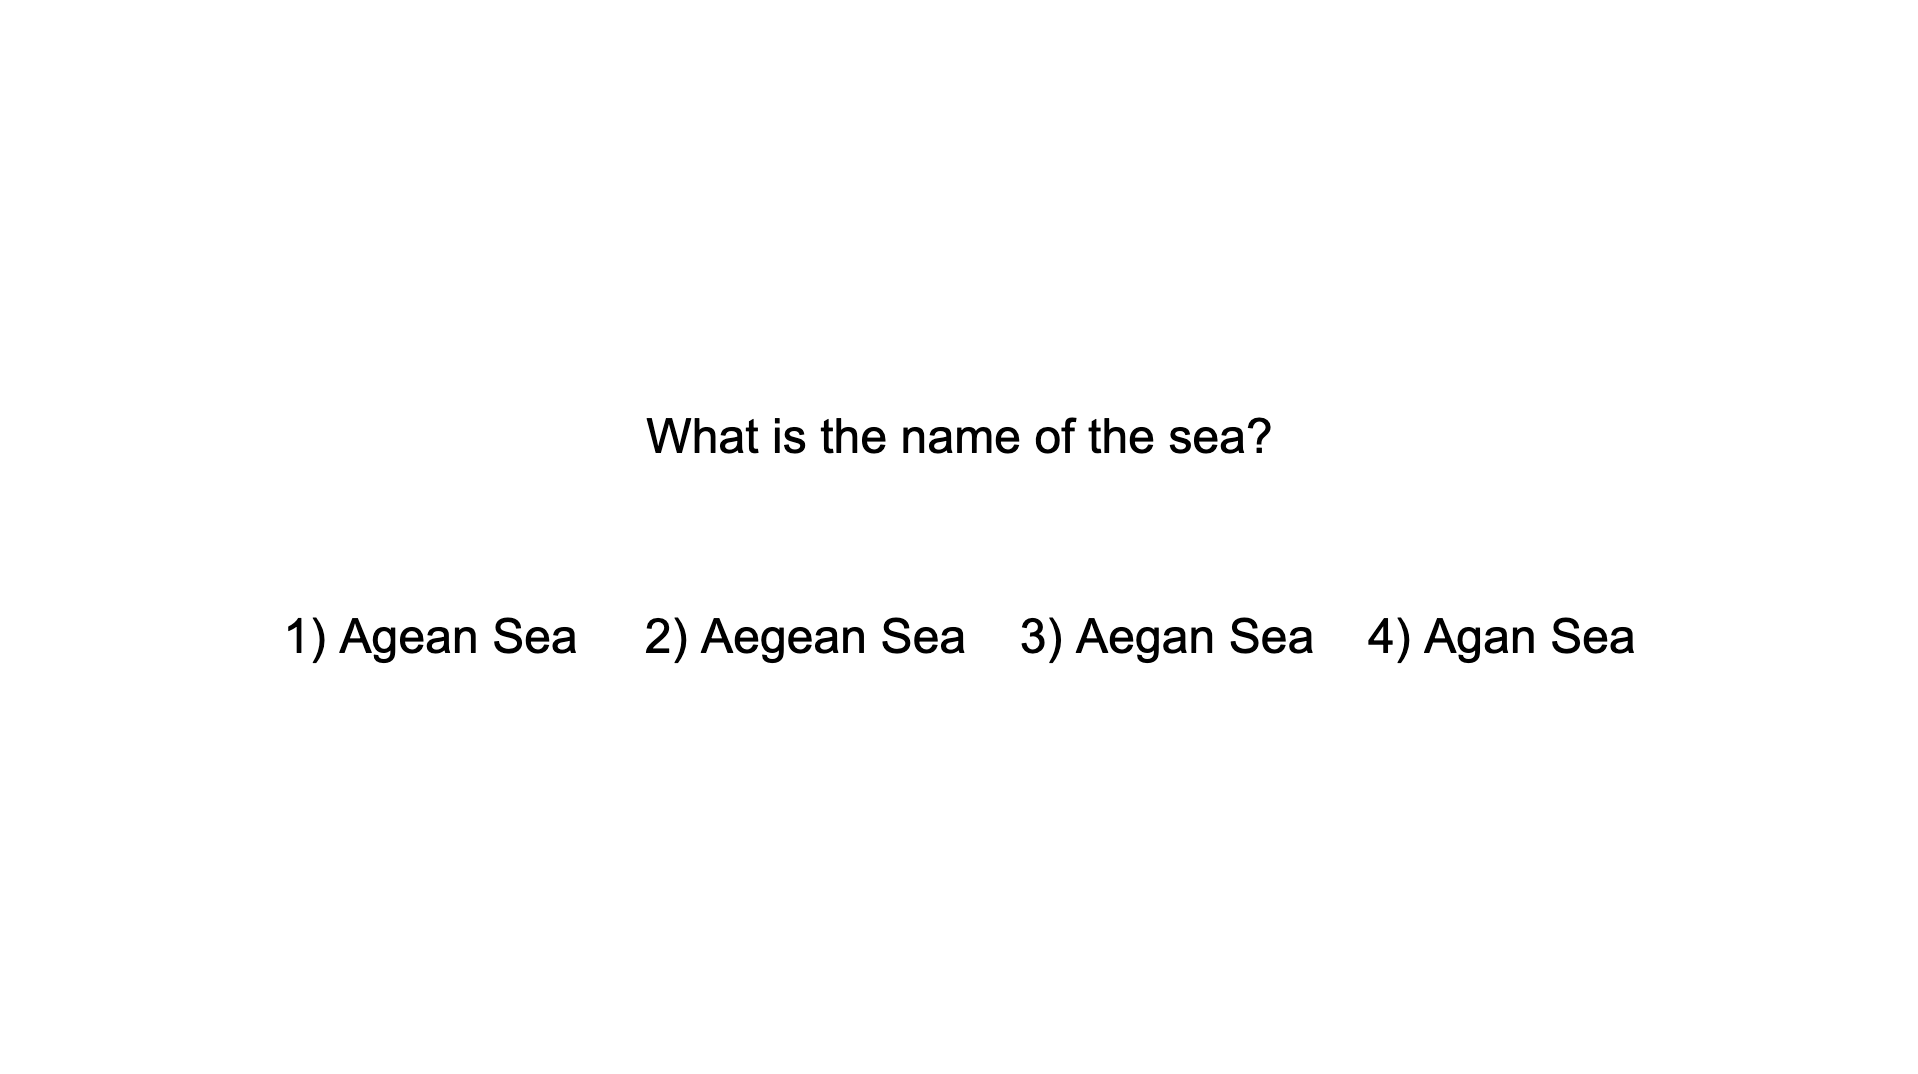 What is the name of the sea?
1) Agean Sea 2) Aegean Sea 3) Aegan Sea 4) Agan Sea